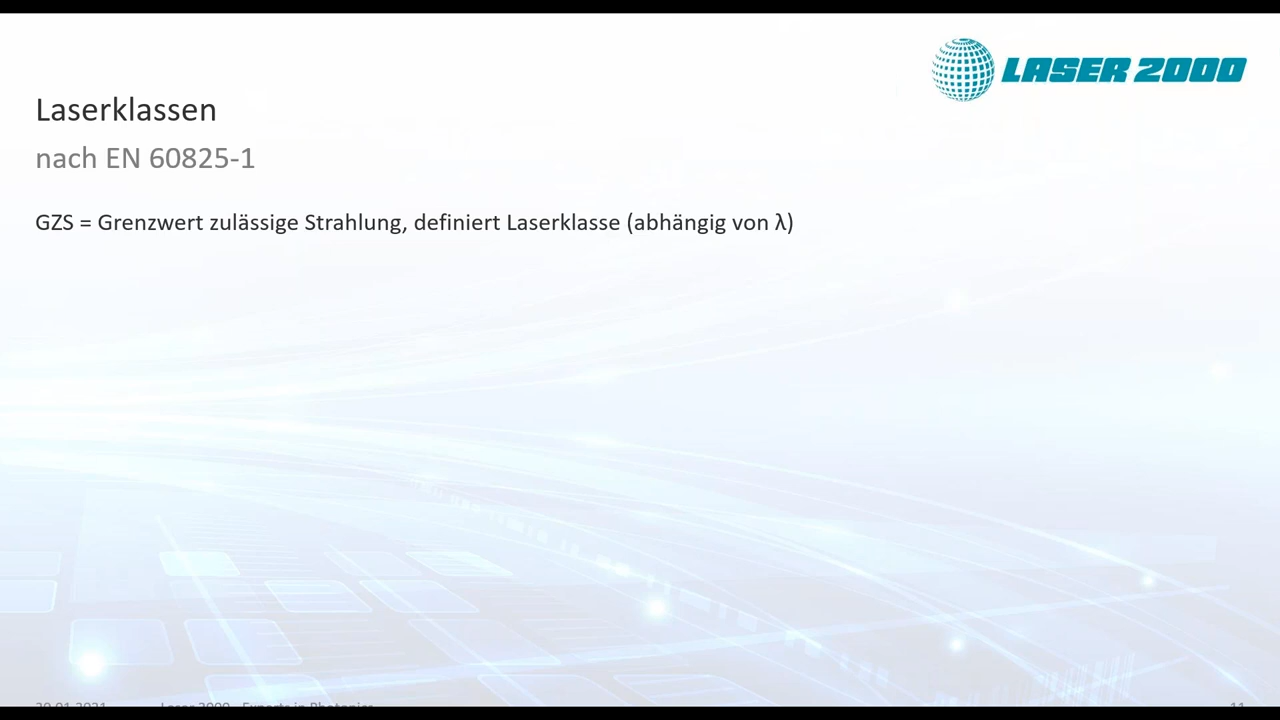 LASER 2000
Laserklassen
nach EN 60825-1
GZS = Grenzwert zulässige Strahlung, definiert Laserklasse (abhängig von λ)